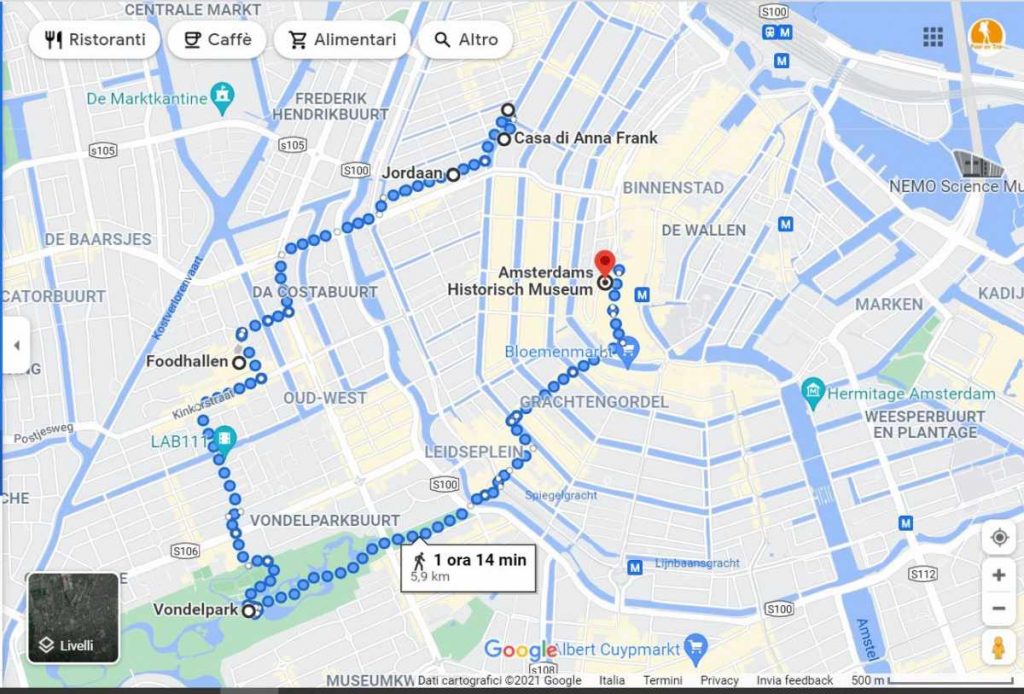 CENTRALE MARKT
S100
Ristoranti
Caffè
Alimentari
Altro
M
M
De Marktkantine
FREDERIK
HENDRIKBUURT
s105
s105
S100
Casa di Anna Frank
Jordaan
NEMO Science Mu
BINNENSTAD
DE WALLEN
M
DE BAARSJES
Kostverlorenvaart
DA COSTABUURT
CATORBUURT
Amsterdams
Historisch Museum
M
MARKEN
KADIJ
Foodhallen
Bloemenmarkt
NG
Kinkerstraat
OUD-WEST
GRACHTENGORDEL
Hermitage Amsterdam
WEESPERBUURT
EN PLANTAGE
Postjesweg
LAB111
LEIDSEPLEIN
S100
Spiegelgracht
CHE
VONDELPARKBUURT
M
S106
1 ora 14 min
5,9 km
M
Lijnbaansgracht
S112
Vondelpark
S100
Livelli
Amstel
Google
Albert Cuypmarkt
s108
MUSEUMKW
Dati cartografici ©2021 Google
Italia
Termini
Privacy
Invia feedback
500 m